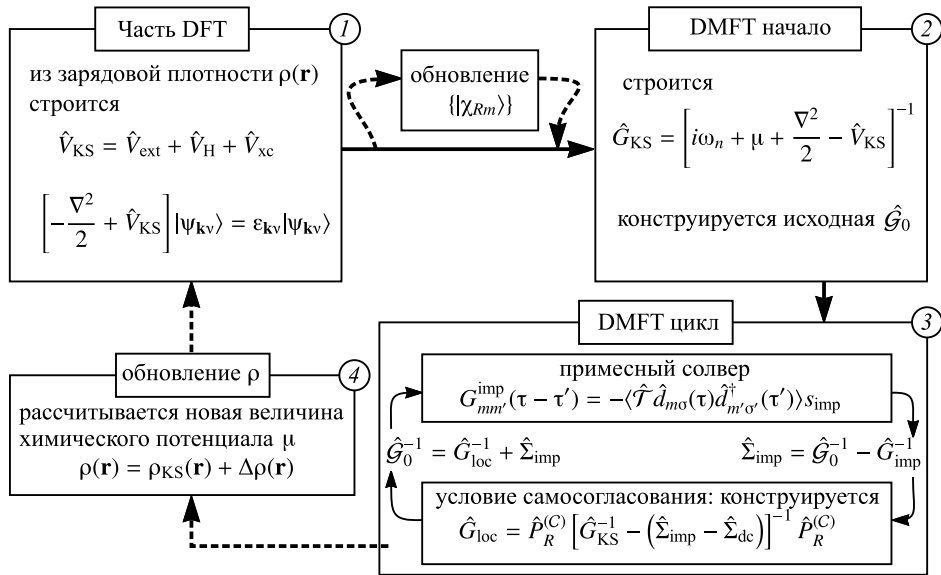 Часть DFT
1
из зарядовой плотности ρ(r)
строится
V̂_KS = V̂_ext + V̂_H + V̂_xc
[−∇²/2 + V̂_KS] |ψ_kν⟩ = ε_kν|ψ_kν⟩
обновление
{|χ_Rm⟩}
DMFT начало
2
строится
Ĝ_KS = [iω_n + μ + ∇²/2 − V̂_KS]⁻¹
конструируется исходная 𝒢̂_0
DMFT цикл
3
примесный солвер
G^imp_mm′(τ − τ′) = −⟨𝒯̂ d̂_mσ(τ) d̂†_m′σ′(τ′)⟩s_imp
𝒢̂_0⁻¹ = Ĝ_loc⁻¹ + Σ̂_imp
Σ̂_imp = 𝒢̂_0⁻¹ − Ĝ_imp⁻¹
условие самосогласования: конструируется
Ĝ_loc = P̂_R^(C) [Ĝ_KS⁻¹ − (Σ̂_imp − Σ̂_dc)]⁻¹ P̂_R^(C)
обновление ρ
4
рассчитывается новая величина
химического потенциала μ
ρ(r) = ρ_KS(r) + Δρ(r)